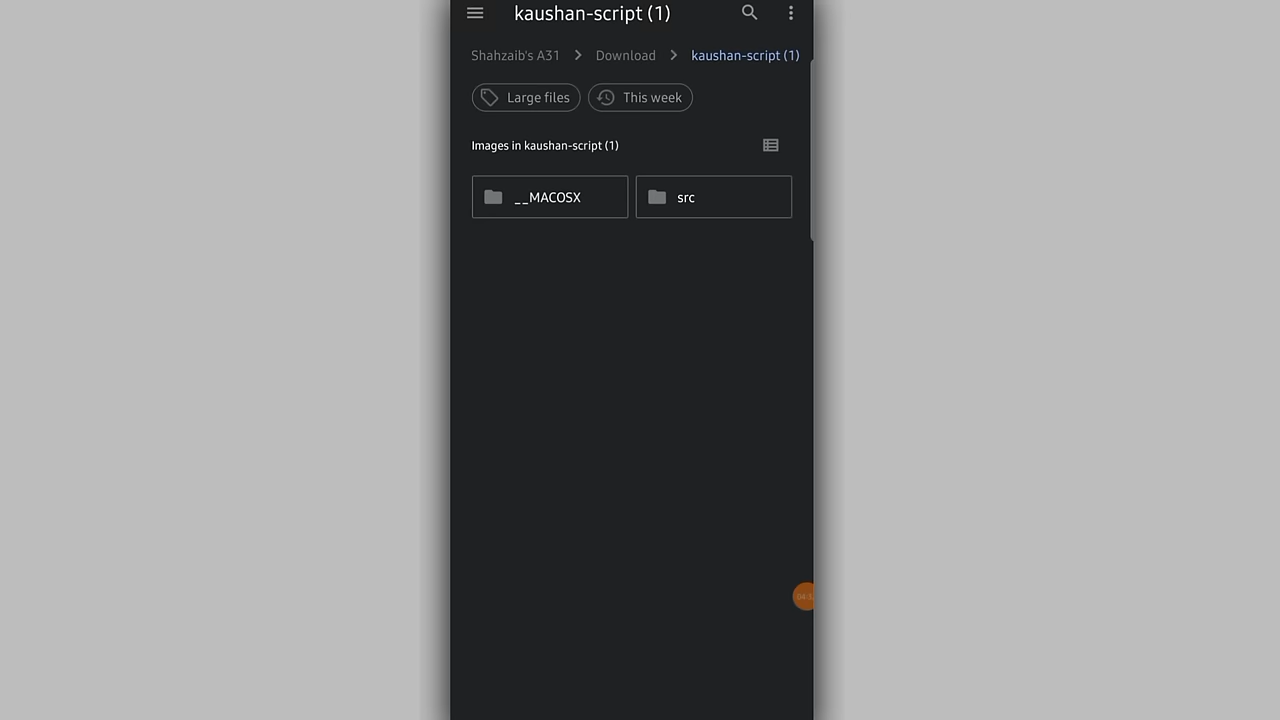 kaushan-script (1)
Shahzaib's A31 > Download > kaushan-script (1)
Large files This week
Images in kaushan-script (1)
__MACOSX src